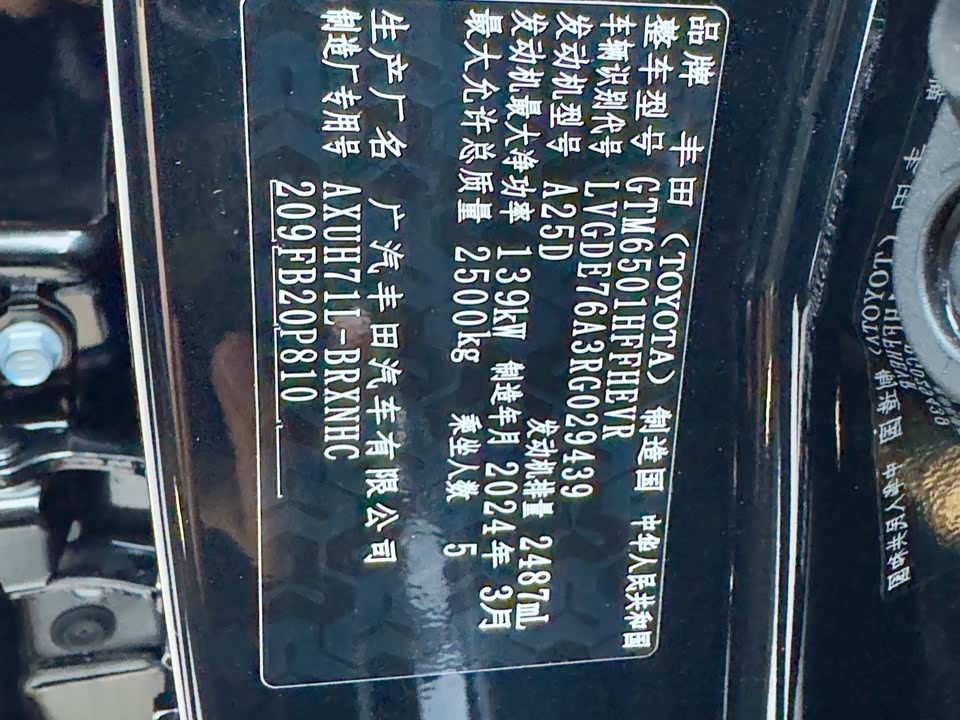 品牌 丰田 (TOYOTA) 制造国 中华人民共和国
整车型号 GTM6501HFFHEVR
车辆识别代号 LVGDE76A3RG029439
发动机型号 A25D 发动机排量 2487mL
发动机最大净功率 139kW 制造年月 2024年 3月
最大允许总质量 2500kg 乘坐人数 5
生产厂名 广汽丰田汽车有限公司
制造厂专用号 AXUH71L-BRXNHC
209FB20P810